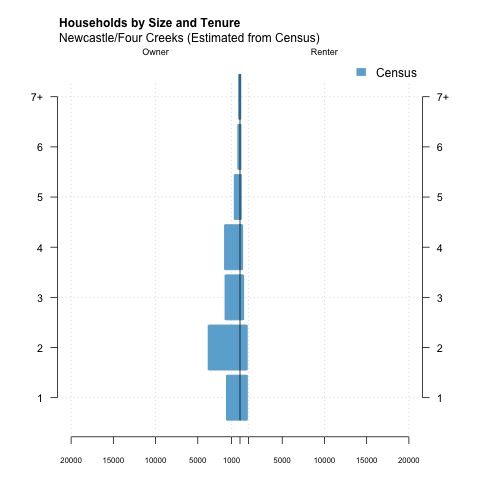 Households by Size and Tenure
Newcastle/Four Creeks (Estimated from Census)
Owner Renter
Census
7+ 7+
6 6
5 5
4 4
3 3
2 2
1 1
20000 15000 10000 5000 1000 5000 10000 15000 20000